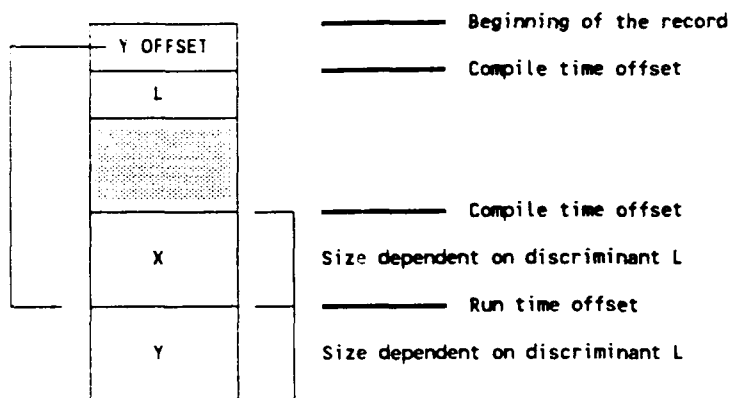 Beginning of the record
Y OFFSET
Compile time offset
L
Compile time offset
X
Size dependent on discriminant L
Run time offset
Y
Size dependent on discriminant L